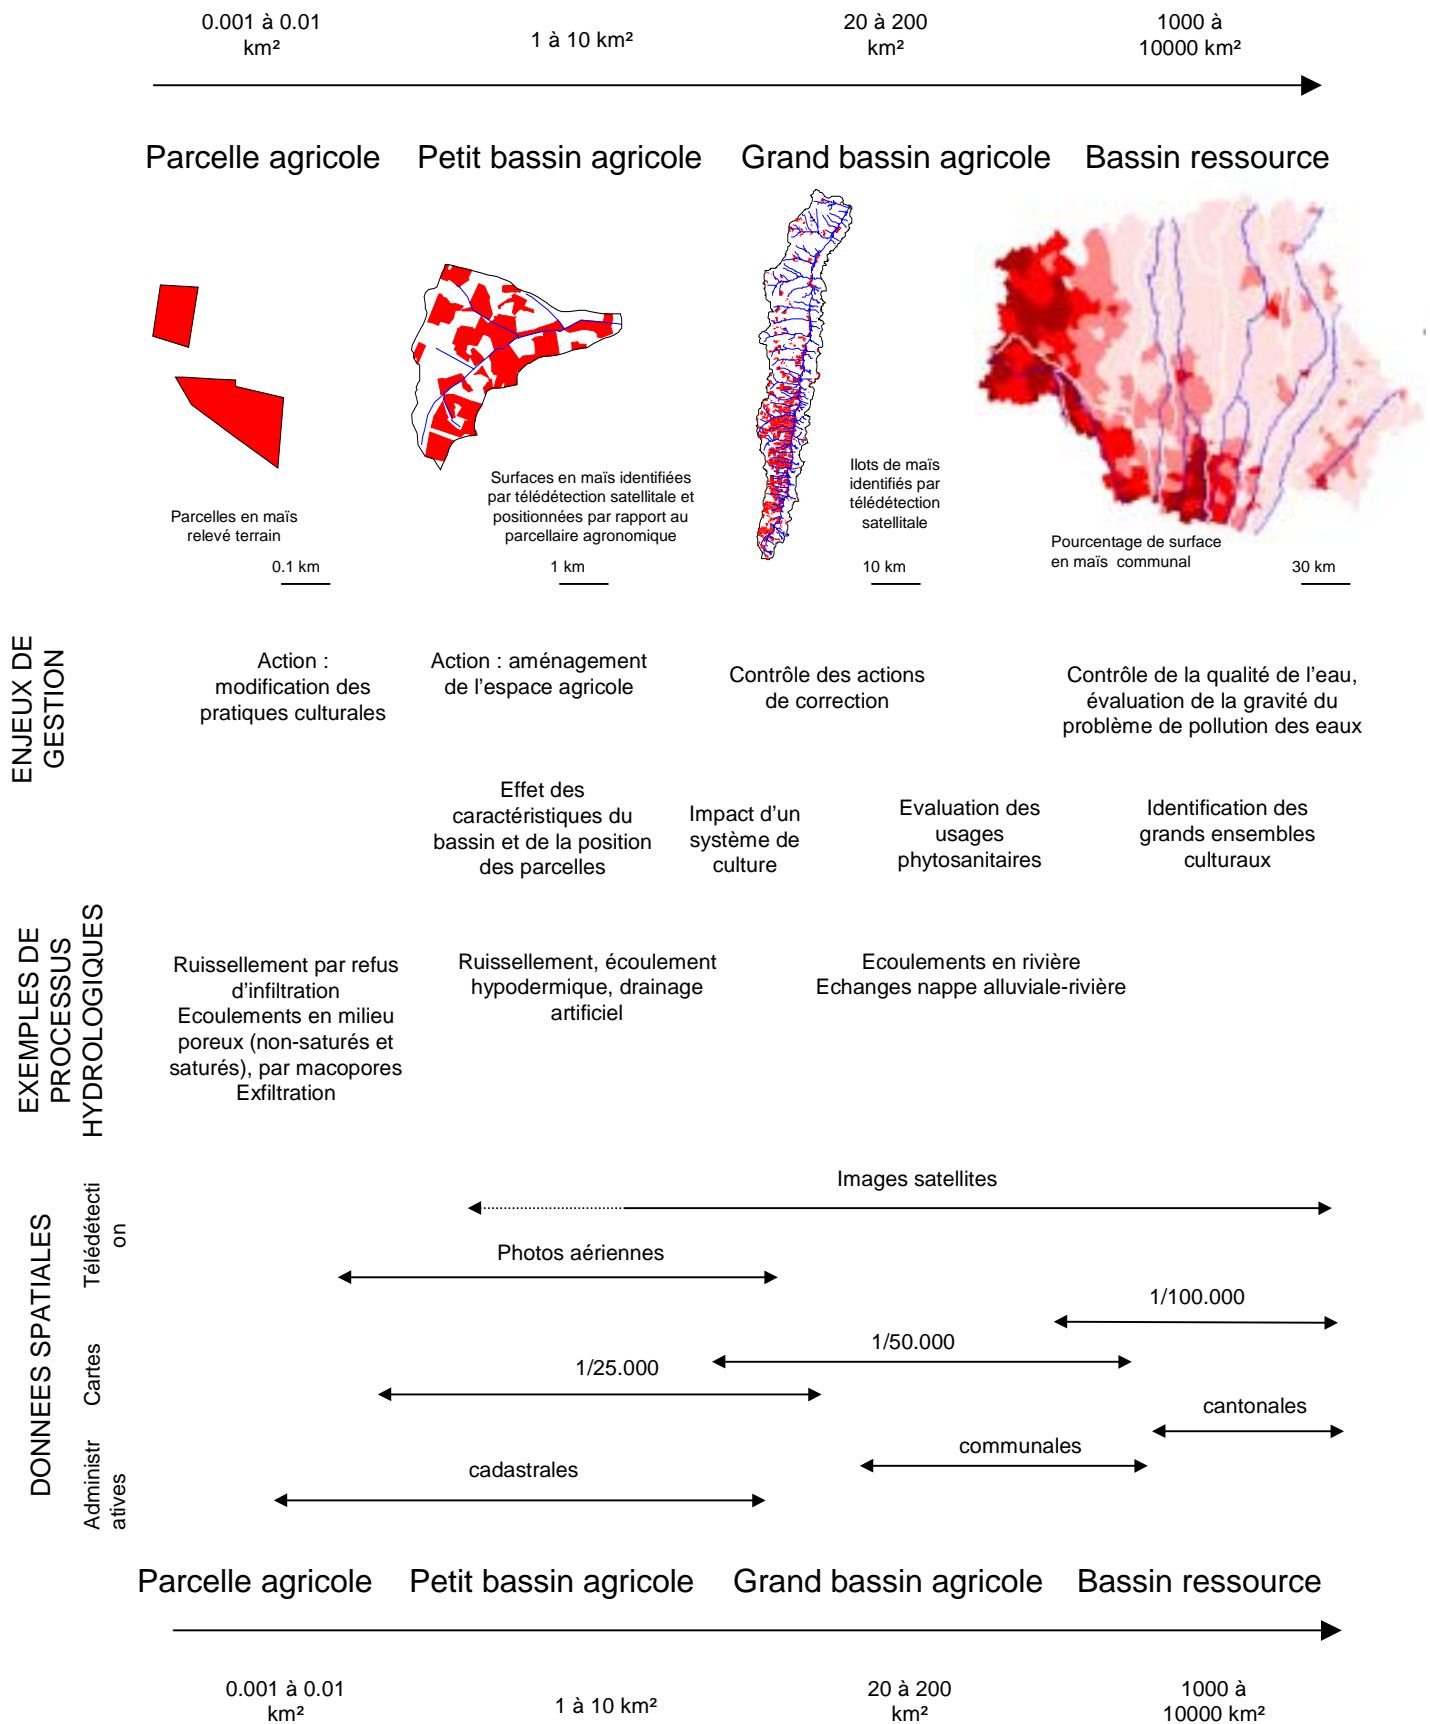 0.001 à 0.01
km²
1 à 10 km²
20 à 200
km²
1000 à
10000 km²
Parcelle agricole
Petit bassin agricole
Grand bassin agricole
Bassin ressource
Parcelles en maïs
relevé terrain
0.1 km
Surfaces en maïs identifiées
par télédétection satellitale et
positionnées par rapport au
parcellaire agronomique
1 km
Ilots de maïs
identifiés par
télédétection
satellitale
10 km
Pourcentage de surface
en maïs communal
30 km
ENJEUX DE
GESTION
Action :
modification des
pratiques culturales
Action : aménagement
de l'espace agricole
Contrôle des actions
de correction
Contrôle de la qualité de l'eau,
évaluation de la gravité du
problème de pollution des eaux
Effet des
caractéristiques du
bassin et de la position
des parcelles
Impact d'un
système de
culture
Evaluation des
usages
phytosanitaires
Identification des
grands ensembles
culturaux
EXEMPLES DE
PROCESSUS
HYDROLOGIQUES
Ruissellement par refus
d'infiltration
Ecoulements en milieu
poreux (non-saturés et
saturés), par macopores
Exfiltration
Ruissellement, écoulement
hypodermique, drainage
artificiel
Ecoulements en rivière
Echanges nappe alluviale-rivière
DONNEES SPATIALES
Télédétecti
on
Images satellites
Photos aériennes
Cartes
1/100.000
1/50.000
1/25.000
Administr
atives
cantonales
communales
cadastrales
Parcelle agricole
Petit bassin agricole
Grand bassin agricole
Bassin ressource
0.001 à 0.01
km²
1 à 10 km²
20 à 200
km²
1000 à
10000 km²